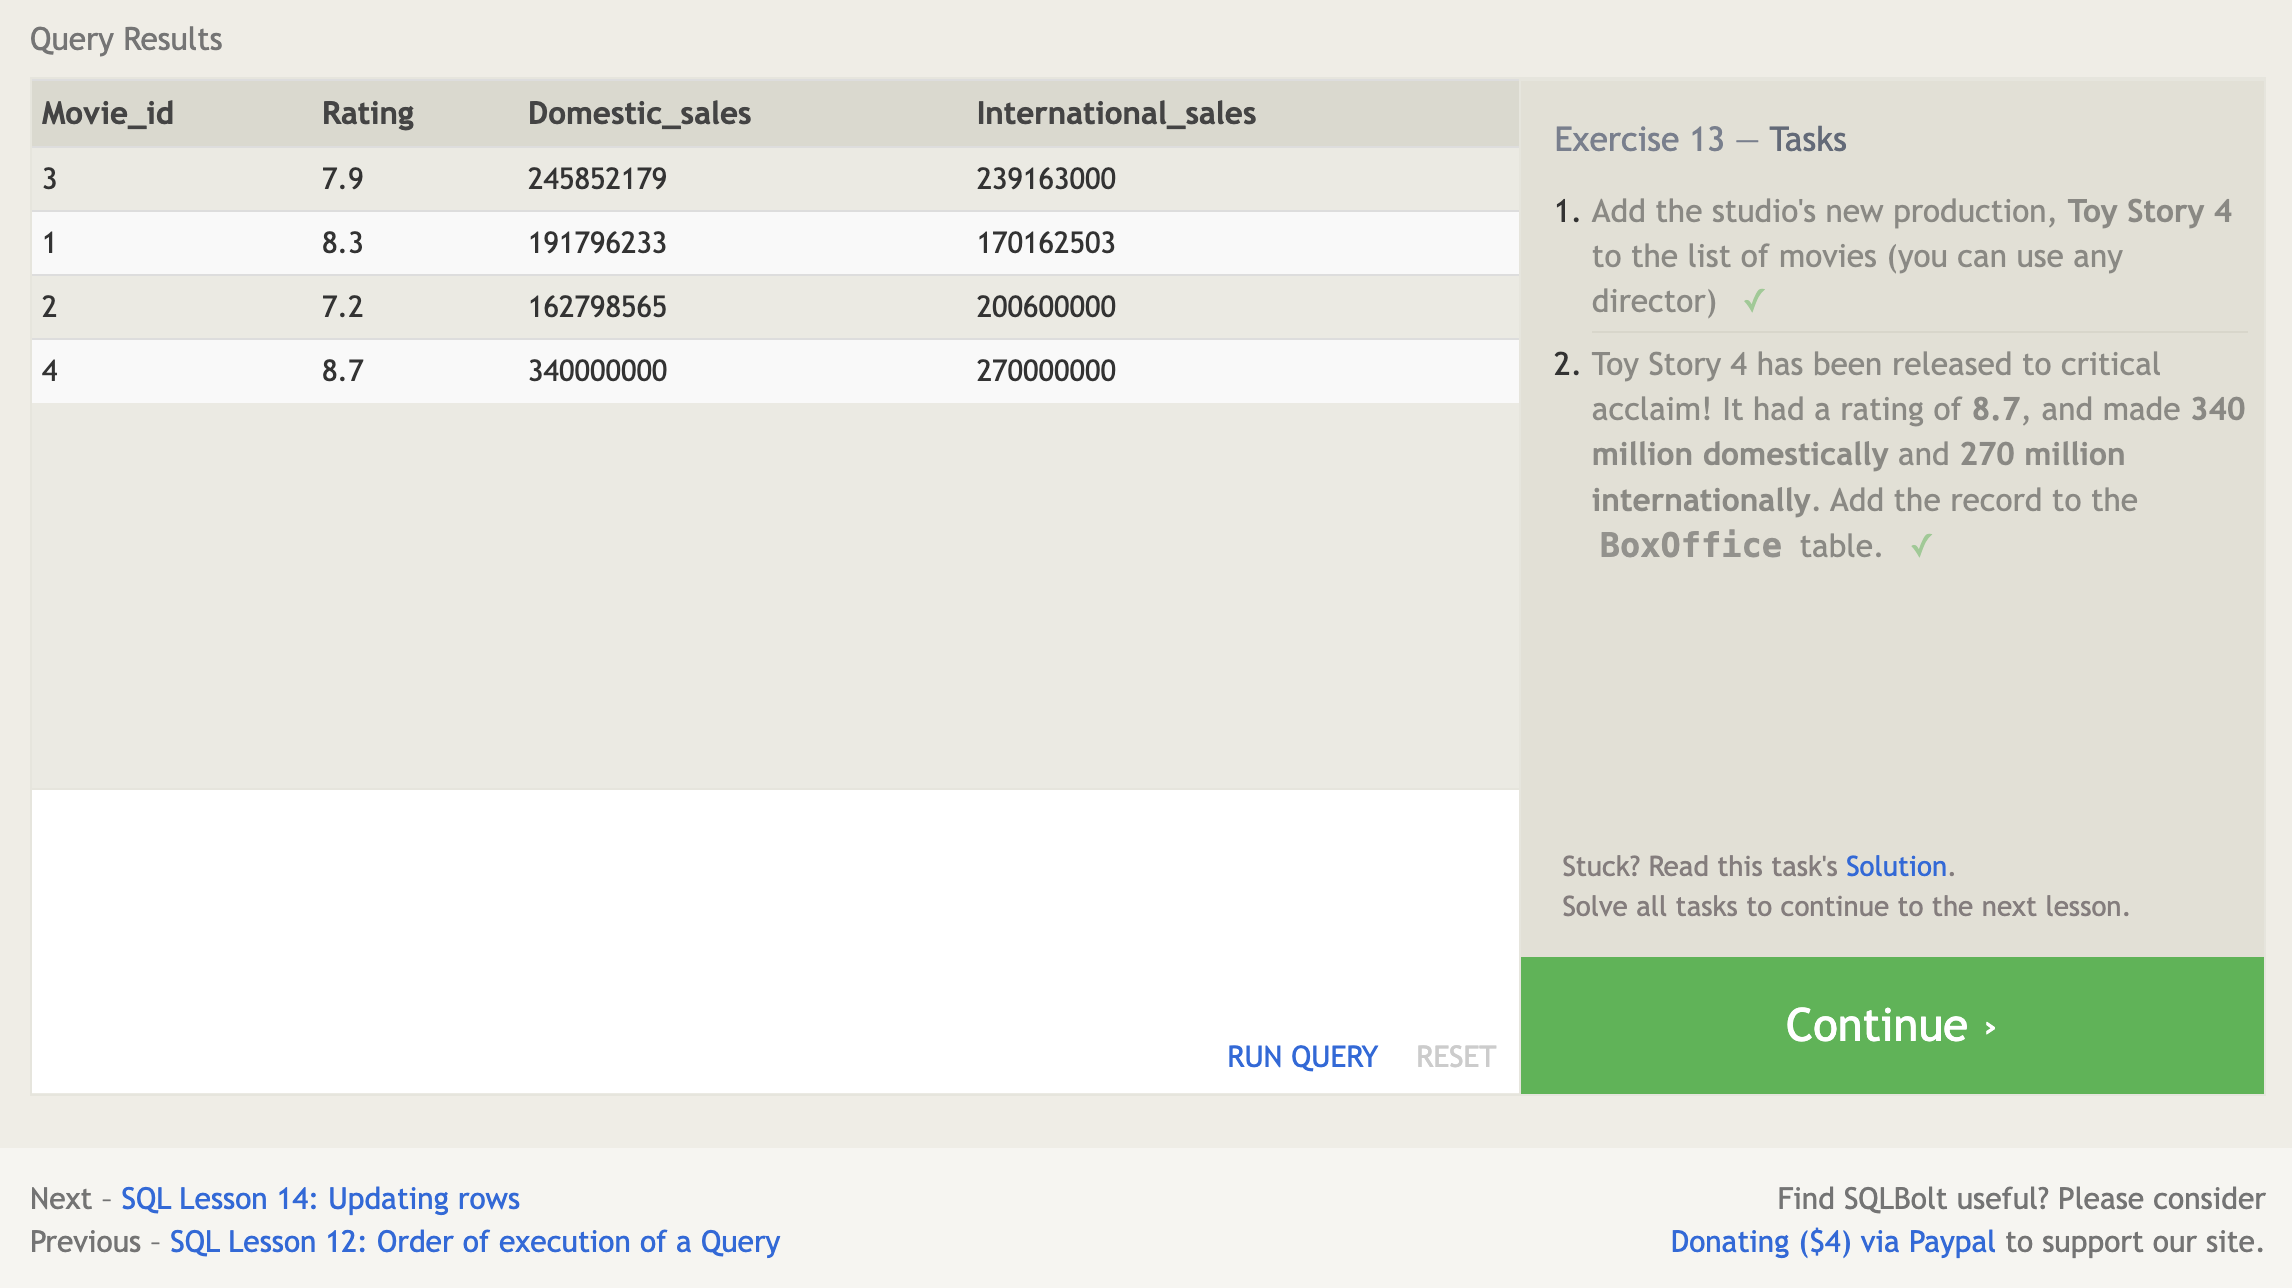 Query Results
Movie_id Rating Domestic_sales International_sales
3 7.9 245852179 239163000
1 8.3 191796233 170162503
2 7.2 162798565 200600000
4 8.7 340000000 270000000
RUN QUERY RESET
Exercise 13 — Tasks
1. Add the studio's new production, Toy Story 4
to the list of movies (you can use any
director) ✓
2. Toy Story 4 has been released to critical
acclaim! It had a rating of 8.7, and made 340
million domestically and 270 million
internationally. Add the record to the
BoxOffice table. ✓
Stuck? Read this task's Solution.
Solve all tasks to continue to the next lesson.
Continue ›
Next – SQL Lesson 14: Updating rows
Previous – SQL Lesson 12: Order of execution of a Query
Find SQLBolt useful? Please consider
Donating ($4) via Paypal to support our site.